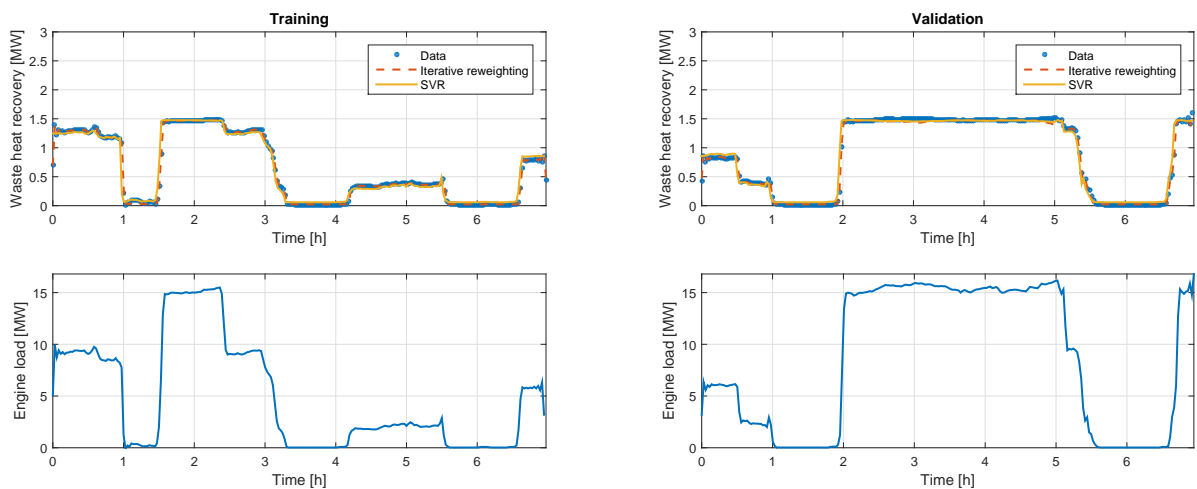 Training
Waste heat recovery [MW]
3
2.5
2
1.5
1
0.5
0
Data
Iterative reweighting
SVR
0 1 2 3 4 5 6
Time [h]
Validation
Waste heat recovery [MW]
3
2.5
2
1.5
1
0.5
0
Data
Iterative reweighting
SVR
0 1 2 3 4 5 6
Time [h]
Engine load [MW]
15
10
5
0
0 1 2 3 4 5 6
Time [h]
Engine load [MW]
15
10
5
0
0 1 2 3 4 5 6
Time [h]